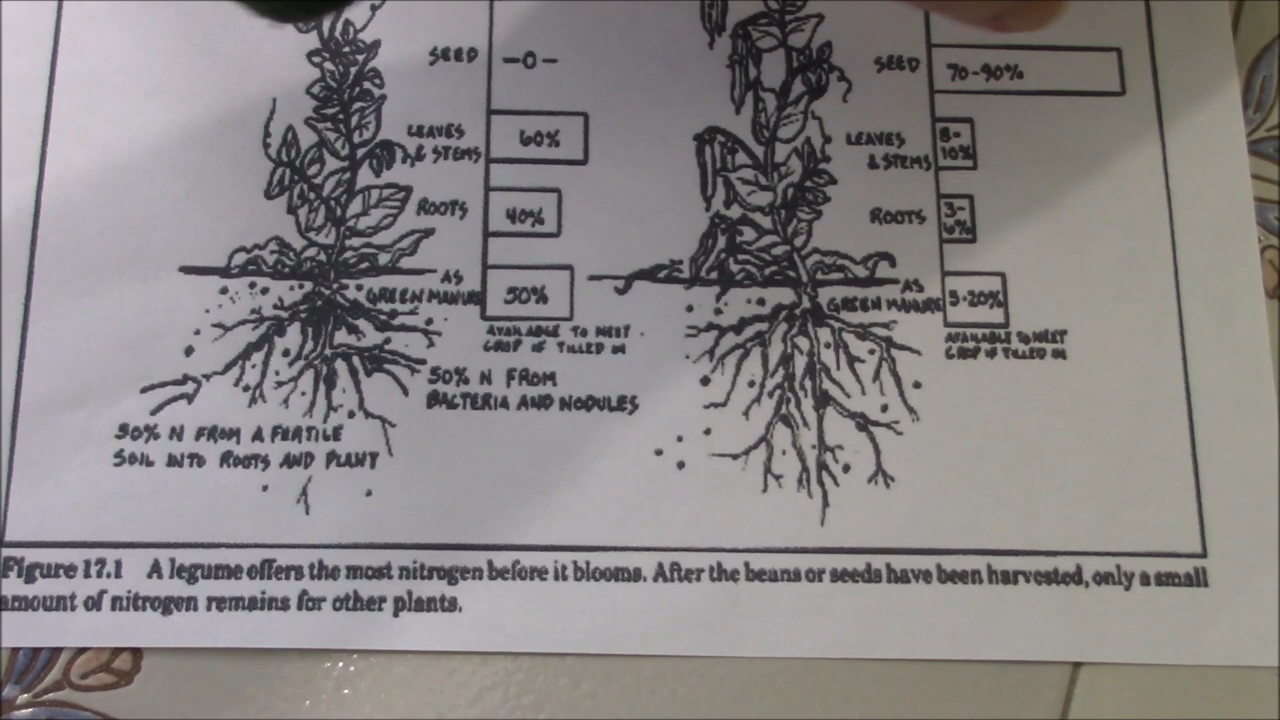 SEED -0-
LEAVES
& STEMS
60%
ROOTS
40%
AS
GREEN MANURE
50%
AVAILABLE TO NEXT
CROP IF TILLED IN
50% N FROM
BACTERIA AND NODULES
50% N FROM A FERTILE
SOIL INTO ROOTS AND PLANT
SEED 70-90%
LEAVES
& STEMS
8-
10%
ROOTS
3-
6%
AS
GREEN MANURE
5-20%
AVAILABLE TO NEXT
CROP IF TILLED IN
Figure 17.1 A legume offers the most nitrogen before it blooms. After the beans or seeds have been harvested, only a small
amount of nitrogen remains for other plants.